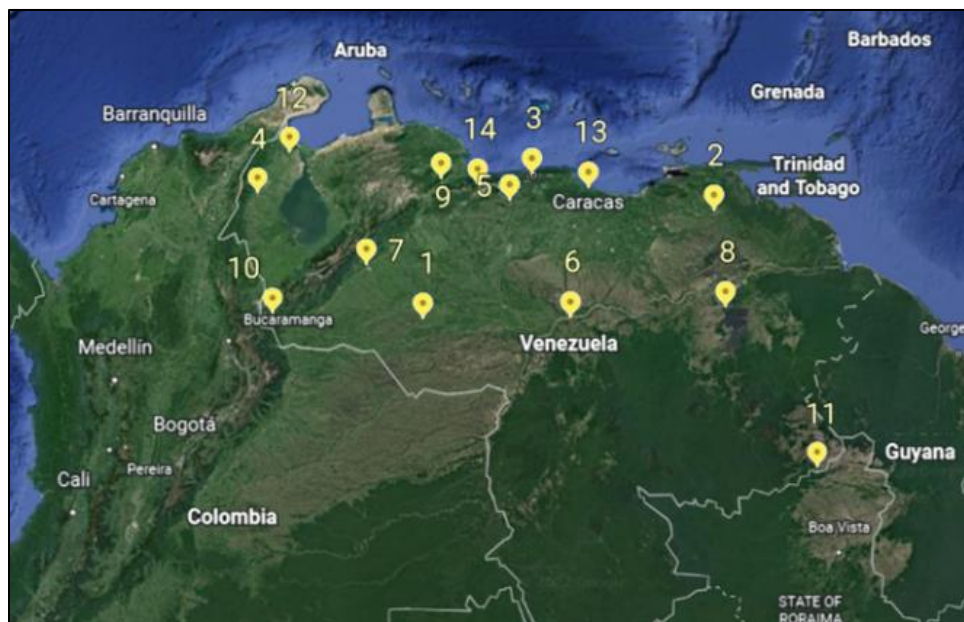 Barbados
Aruba
Grenada
12
Barranquilla
4
14
3
13
2
Trinidad
and Tobago
Cartagena
9
5
Caracas
7
10
1
6
8
Bucaramanga
George
Venezuela
Medellín
11
Bogotá
Guyana
Pereira
Cali
Colombia
Boa Vista
STATE OF
RORAIMA